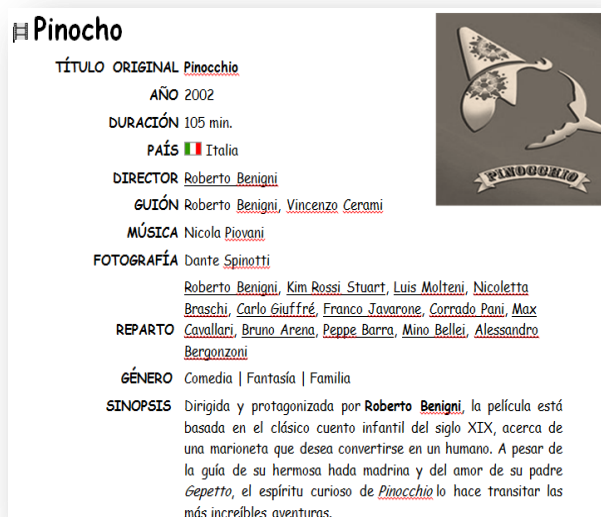 Pinocho
PINOCCHIO
TÍTULO ORIGINAL Pinocchio
AÑO 2002
DURACIÓN 105 min.
PAÍS Italia
DIRECTOR Roberto Benigni
GUIÓN Roberto Benigni, Vincenzo Cerami
MÚSICA Nicola Piovani
FOTOGRAFÍA Dante Spinotti
REPARTO Roberto Benigni, Kim Rossi Stuart, Luis Molteni, Nicoletta
Braschi, Carlo Giuffré, Franco Javarone, Corrado Pani, Max
Cavallari, Bruno Arena, Peppe Barra, Mino Bellei, Alessandro
Bergonzoni
GÉNERO Comedia | Fantasía | Familia
SINOPSIS Dirigida y protagonizada por Roberto Benigni, la película está
basada en el clásico cuento infantil del siglo XIX, acerca de
una marioneta que desea convertirse en un humano. A pesar de
la guía de su hermosa hada madrina y del amor de su padre
Gepetto, el espíritu curioso de Pinocchio lo hace transitar las
más increíbles aventuras.